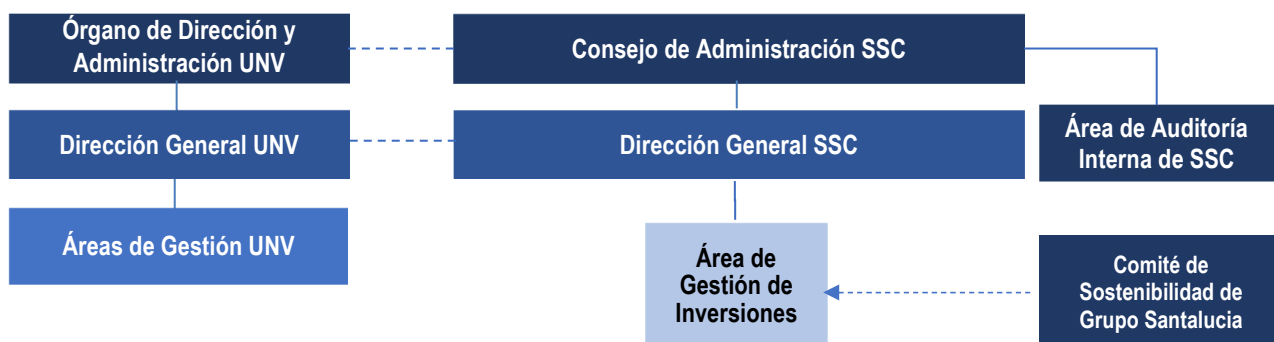 Órgano de Dirección y
Administración UNV
Consejo de Administración SSC
Dirección General UNV
Dirección General SSC
Área de Auditoría
Interna de SSC
Áreas de Gestión UNV
Área de
Gestión de
Inversiones
Comité de
Sostenibilidad de
Grupo Santalucia